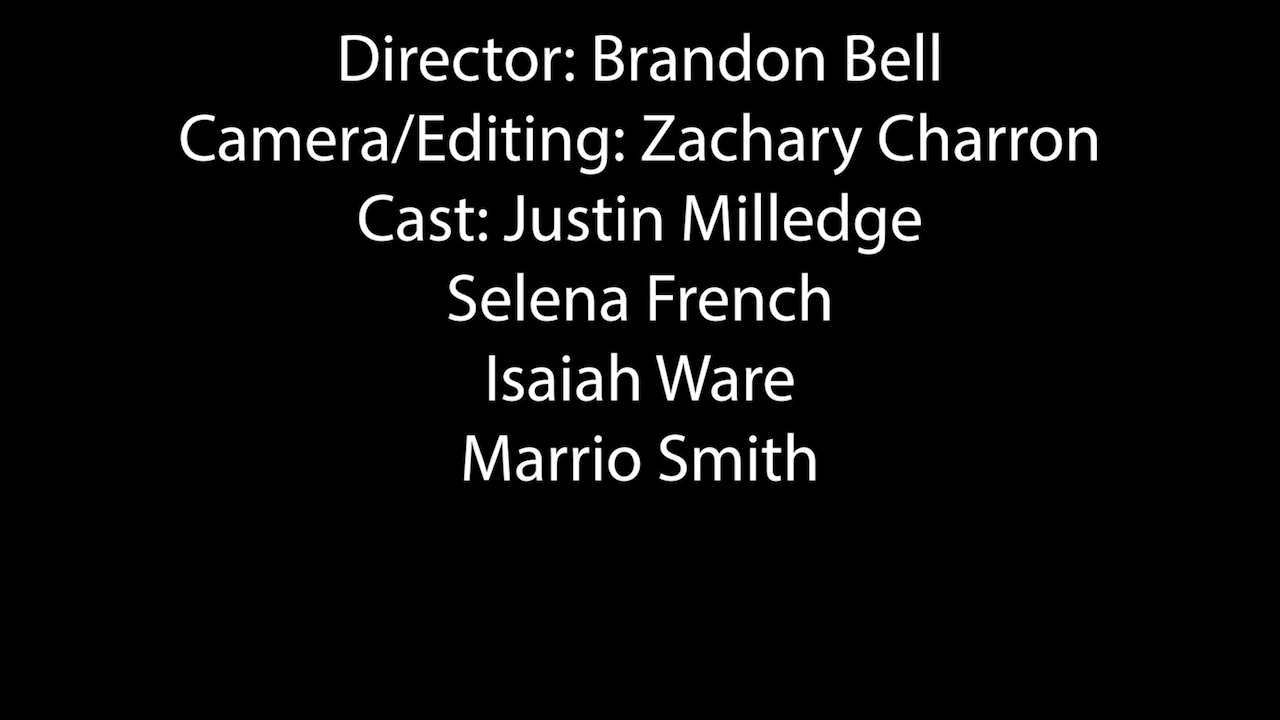 Director: Brandon Bell
Camera/Editing: Zachary Charron
Cast: Justin Milledge
Selena French
Isaiah Ware
Marrio Smith